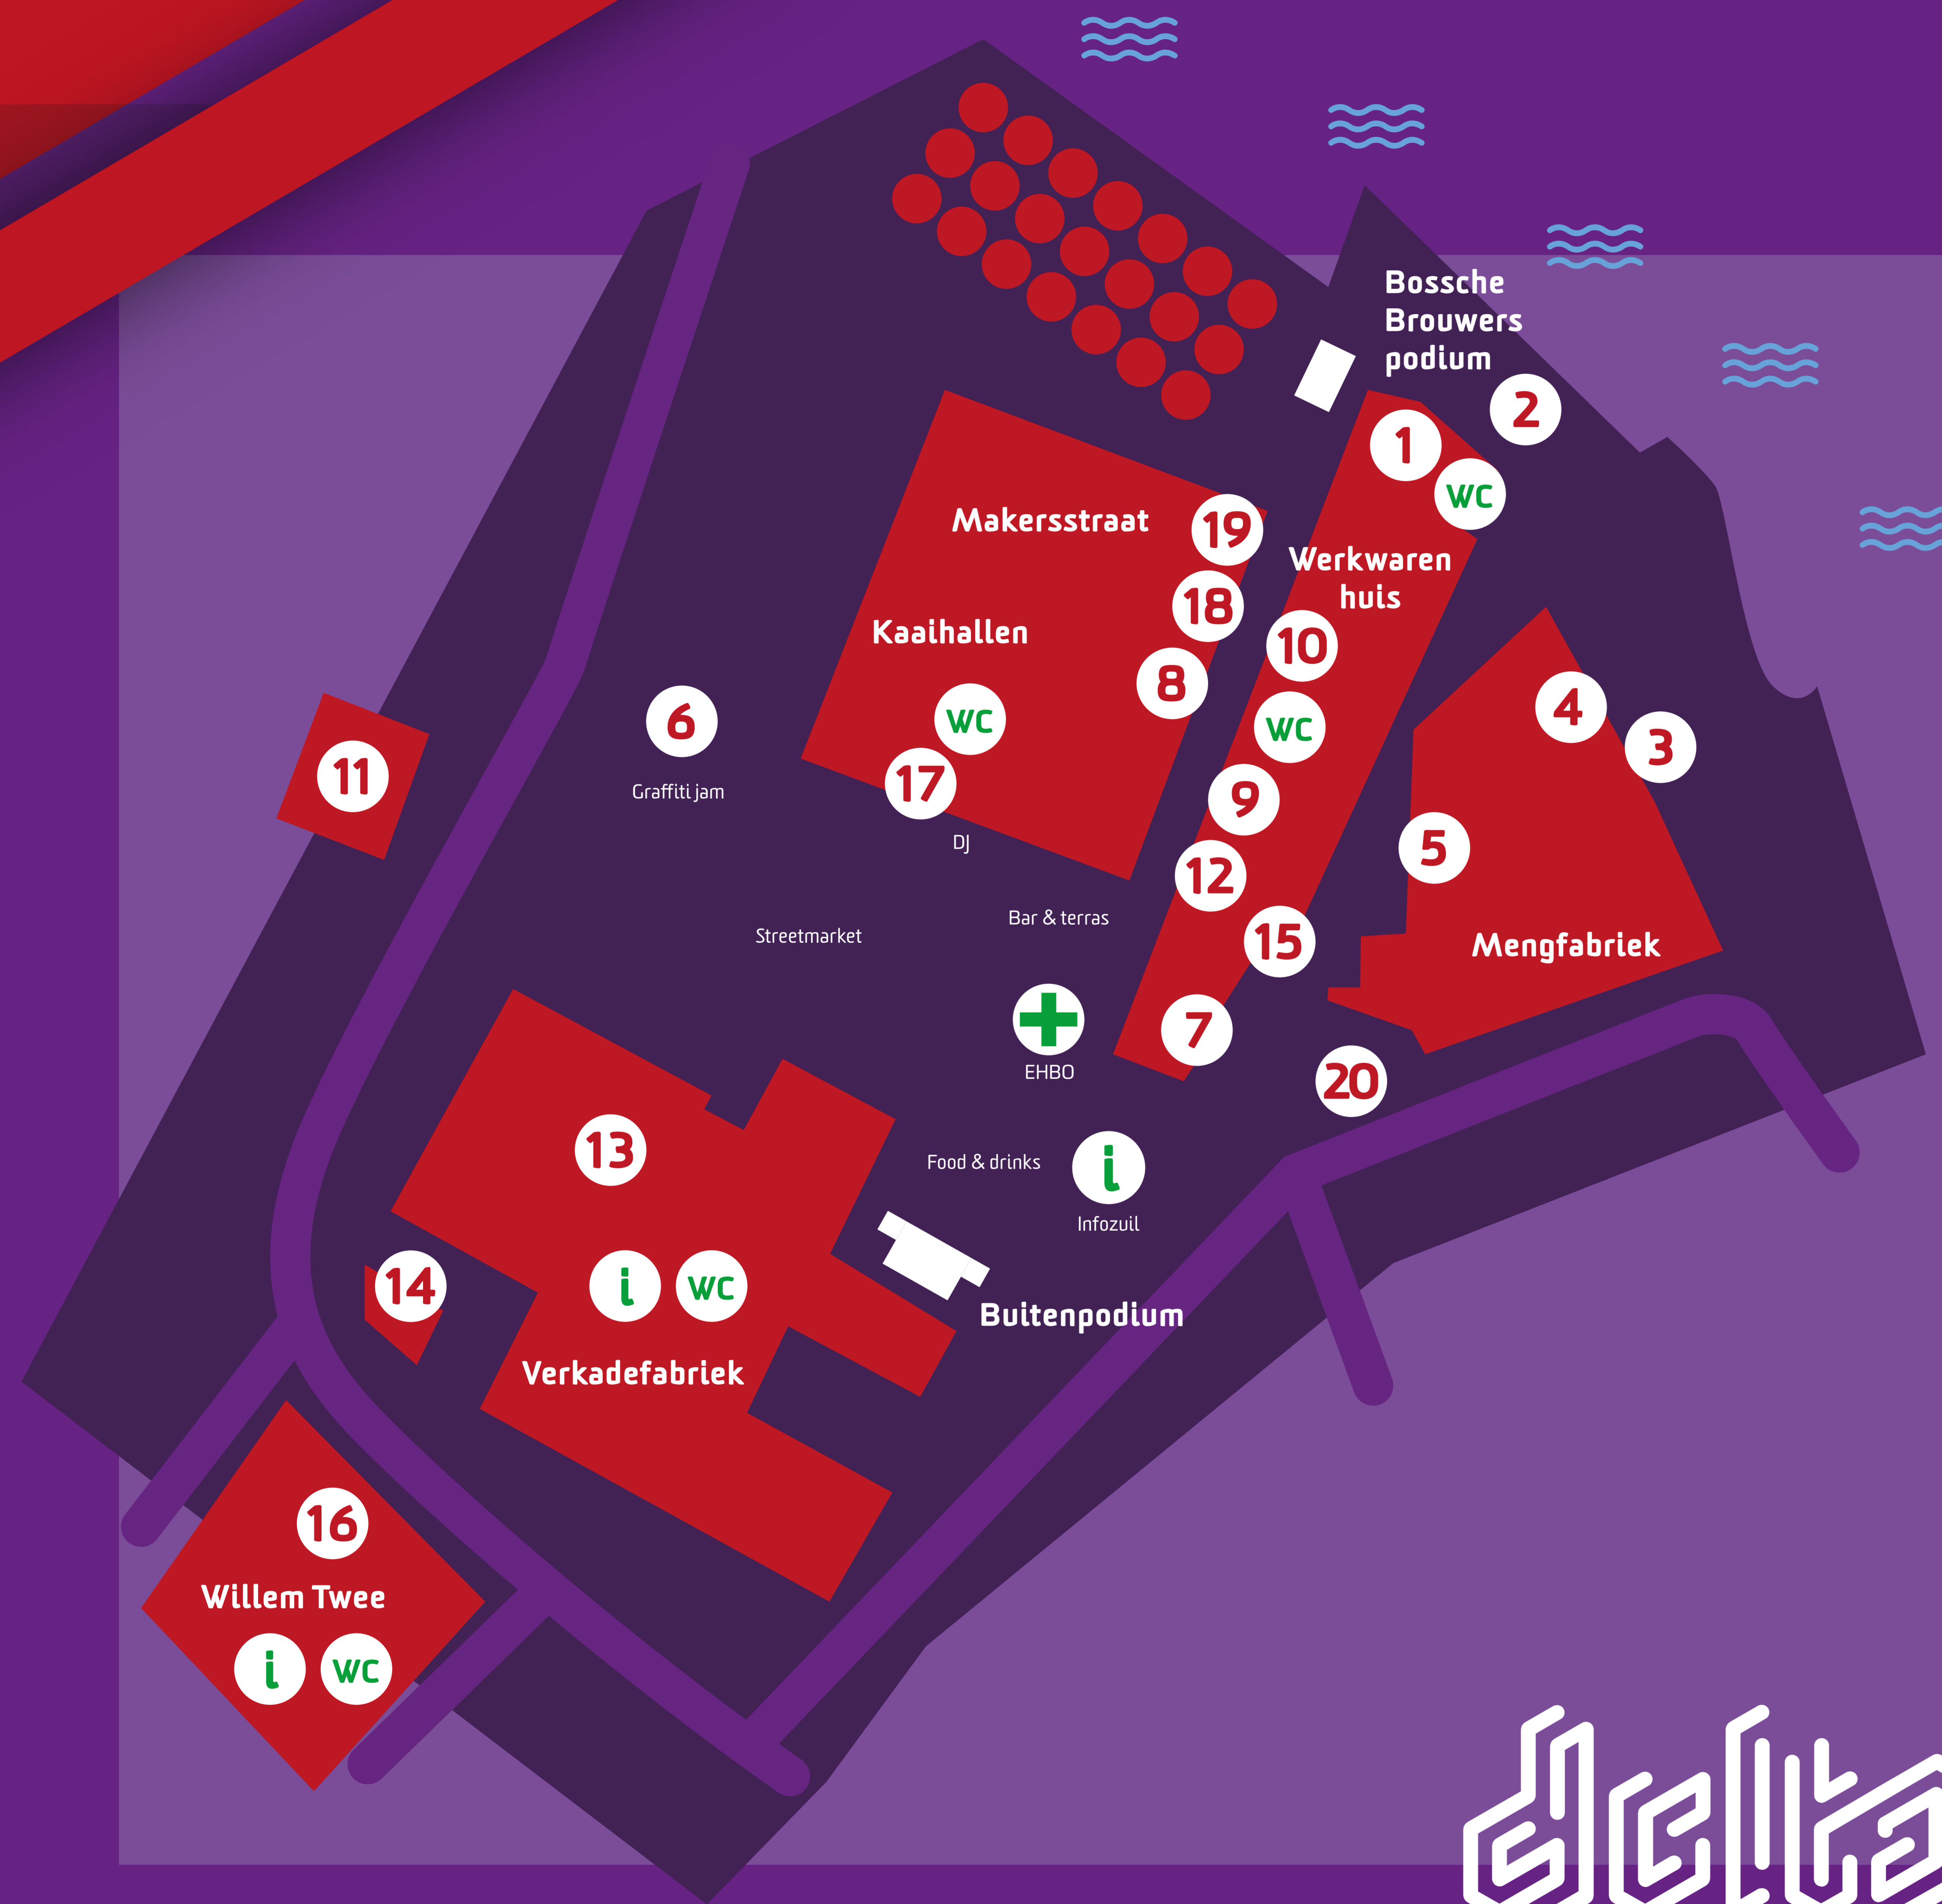 Bossche
Brouwers
podium
2
1
WC
Makersstraat
19
Werkwaren
huis
18
Kaaihallen
10
8
6
WC
WC
4
3
11
17
9
Graffiti jam
DJ
5
12
Bar & terras
Streetmarket
15
Mengfabriek
7
EHBO
20
13
Food & drinks
i
Infozuil
14
i
WC
Buitenpodium
Verkadefabriek
16
Willem Twee
i
WC
delta